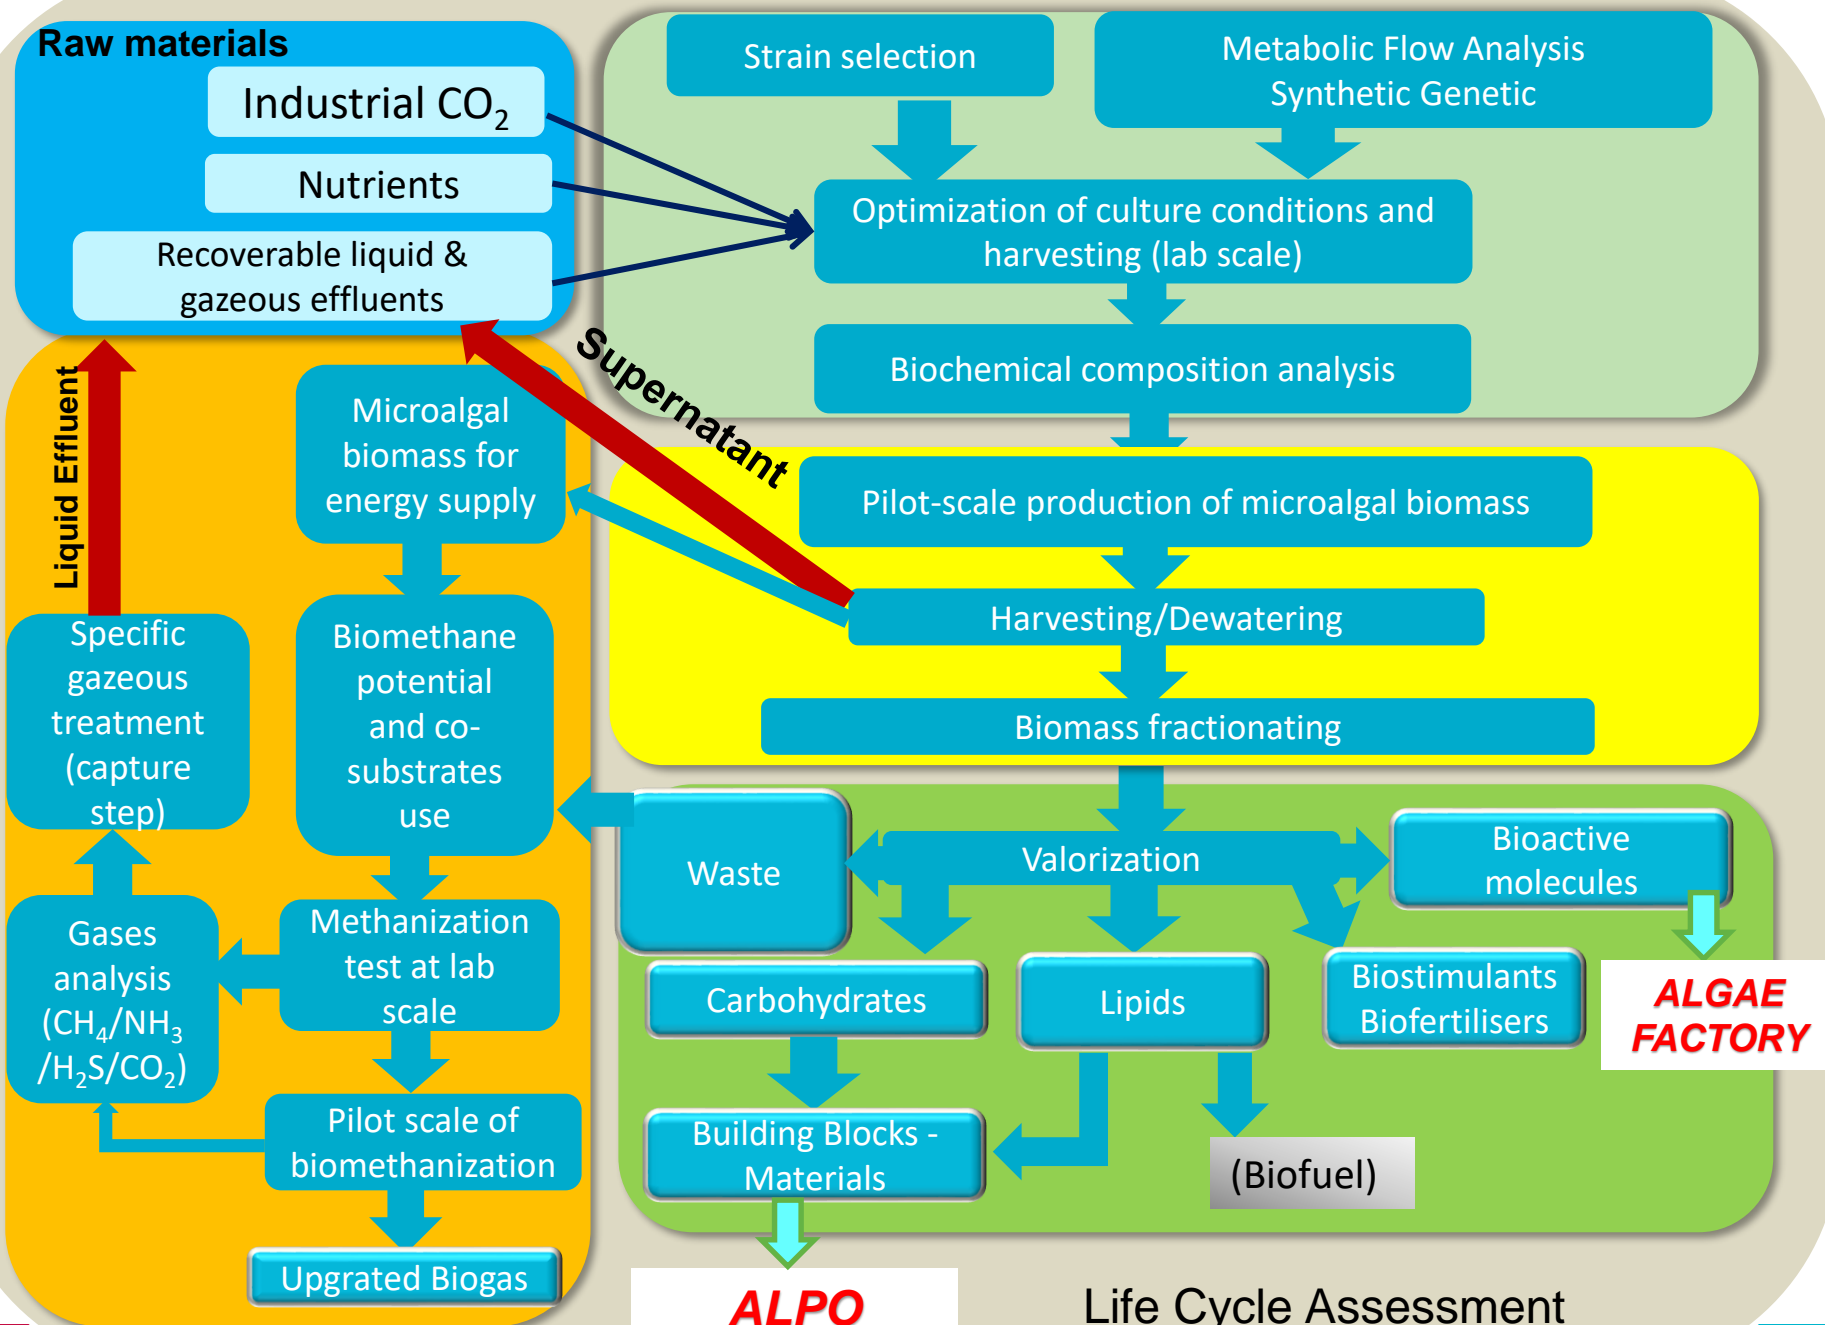 Raw materials
Industrial CO₂
Nutrients
Recoverable liquid &
gazeous effluents
Strain selection
Metabolic Flow Analysis
Synthetic Genetic
Optimization of culture conditions and
harvesting (lab scale)
Biochemical composition analysis
Supernatant
Liquid Effluent
Microalgal
biomass for
energy supply
Pilot-scale production of microalgal biomass
Harvesting/Dewatering
Biomass fractionating
Specific
gazeous
treatment
(capture
step)
Biomethane
potential
and co-
substrates
use
Waste
Valorization
Bioactive
molecules
Gases
analysis
(CH₄/NH₃
/H₂S/CO₂)
Methanization
test at lab
scale
Carbohydrates
Lipids
Biostimulants
Biofertilisers
ALGAE
FACTORY
Pilot scale of
biomethanization
Building Blocks -
Materials
(Biofuel)
Upgrated Biogas
ALPO
Life Cycle Assessment